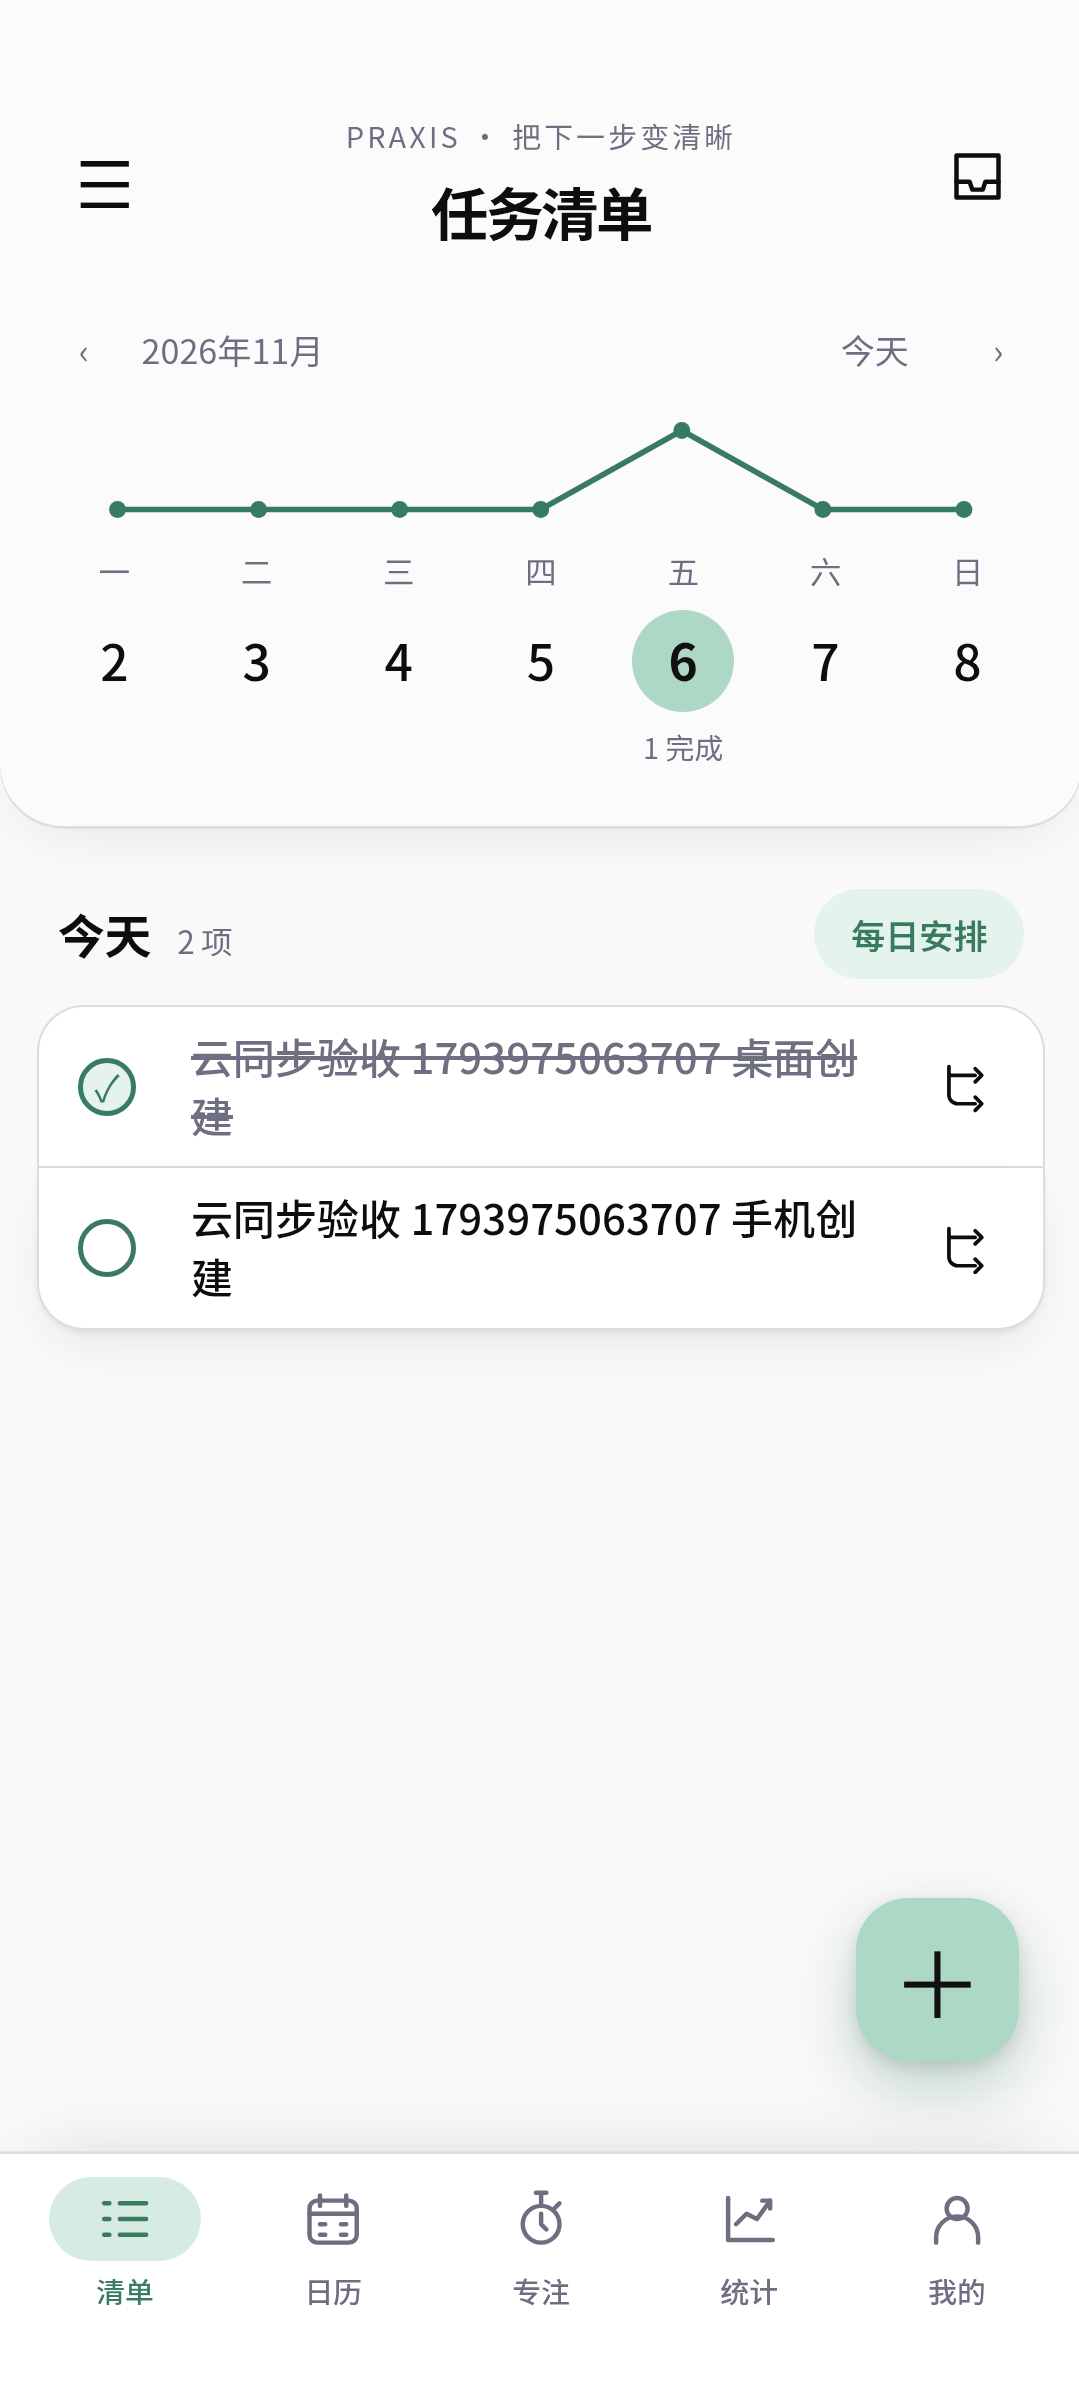 PRAXIS · 把下一步变清晰
任务清单
‹ 2026年11月 今天 ›
一 二 三 四 五 六 日
2 3 4 5 6 7 8
1 完成
今天 2 项 每日安排
云同步验收 1793975063707 桌面创
建
云同步验收 1793975063707 手机创
建
清单 日历 专注 统计 我的